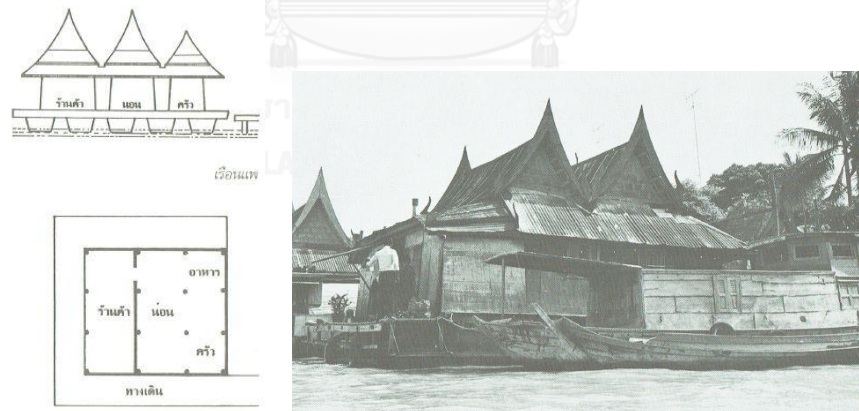 ร้านค้า นอน ครัว
เรือนแพ
อาหาร
ร้านค้า นอน
ครัว
ทางเดิน